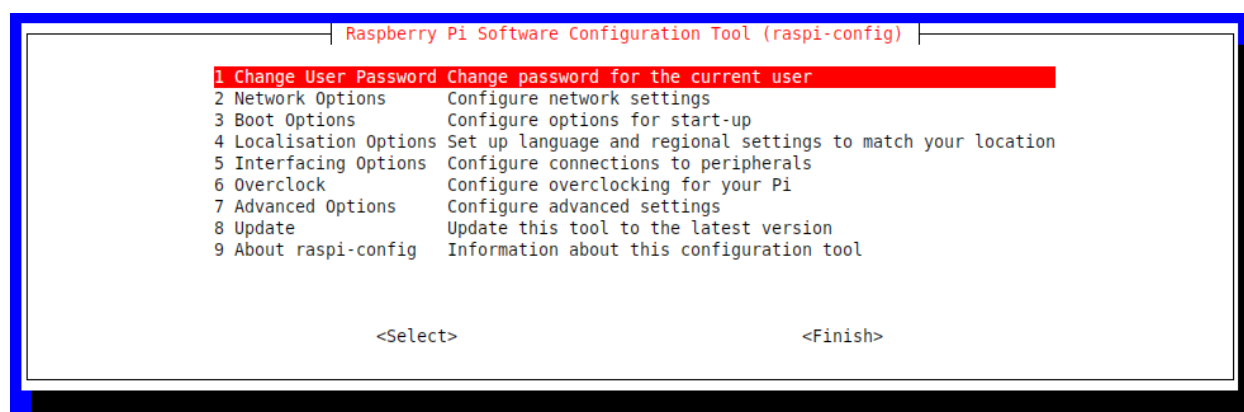 Raspberry Pi Software Configuration Tool (raspi-config)
1 Change User Password Change password for the current user
2 Network Options Configure network settings
3 Boot Options Configure options for start-up
4 Localisation Options Set up language and regional settings to match your location
5 Interfacing Options Configure connections to peripherals
6 Overclock Configure overclocking for your Pi
7 Advanced Options Configure advanced settings
8 Update Update this tool to the latest version
9 About raspi-config Information about this configuration tool
<Select> <Finish>